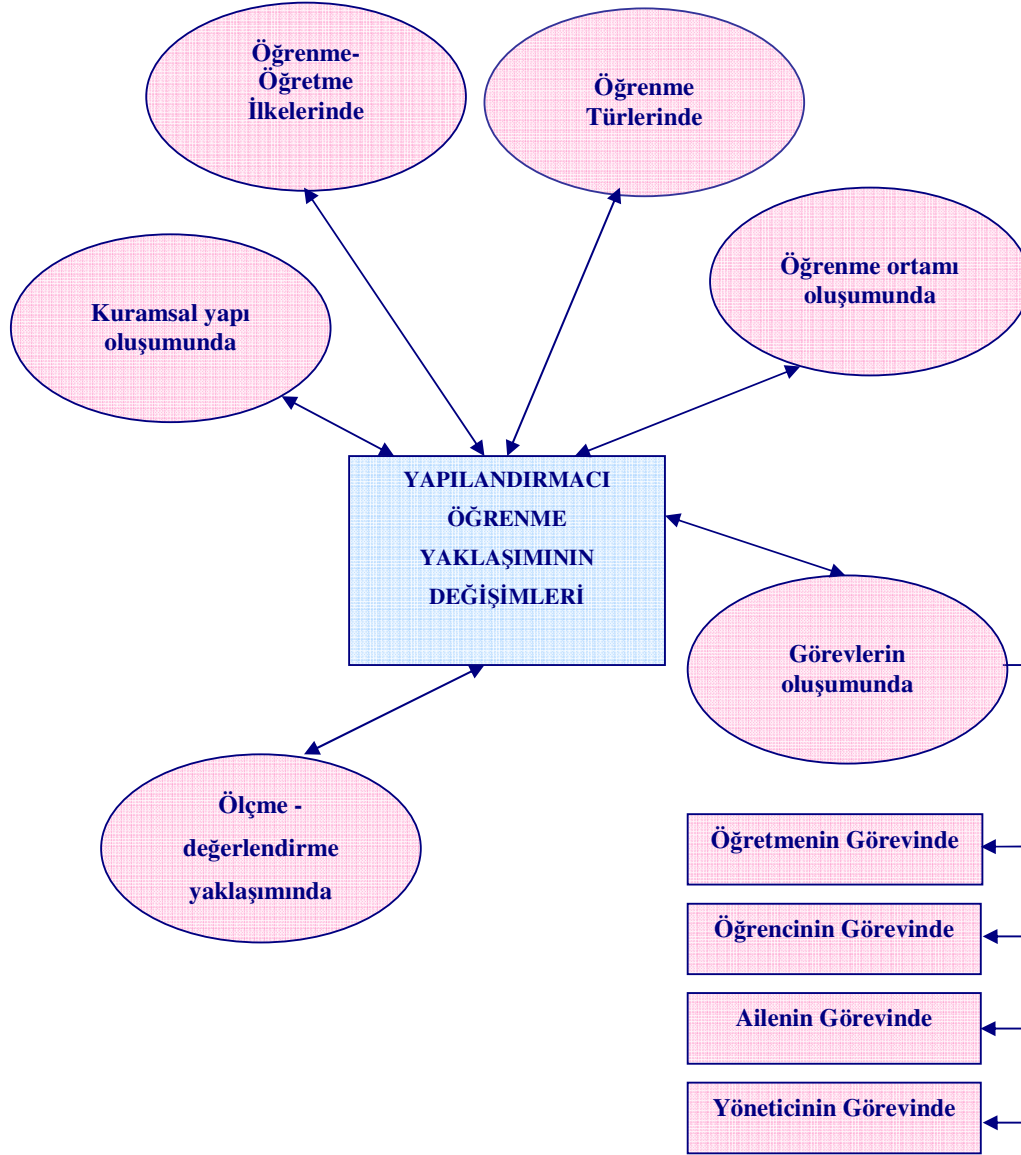 Öğrenme-
Öğretme
İlkelerinde
Öğrenme
Türlerinde
Öğrenme ortamı
oluşumunda
Kuramsal yapı
oluşumunda
YAPILANDIRMACI
ÖĞRENME
YAKLAŞIMININ
DEĞİŞİMLERİ
Görevlerin
oluşumunda
Ölçme -
değerlendirme
yaklaşımında
Öğretmenin Görevinde
Öğrencinin Görevinde
Ailenin Görevinde
Yöneticinin Görevinde